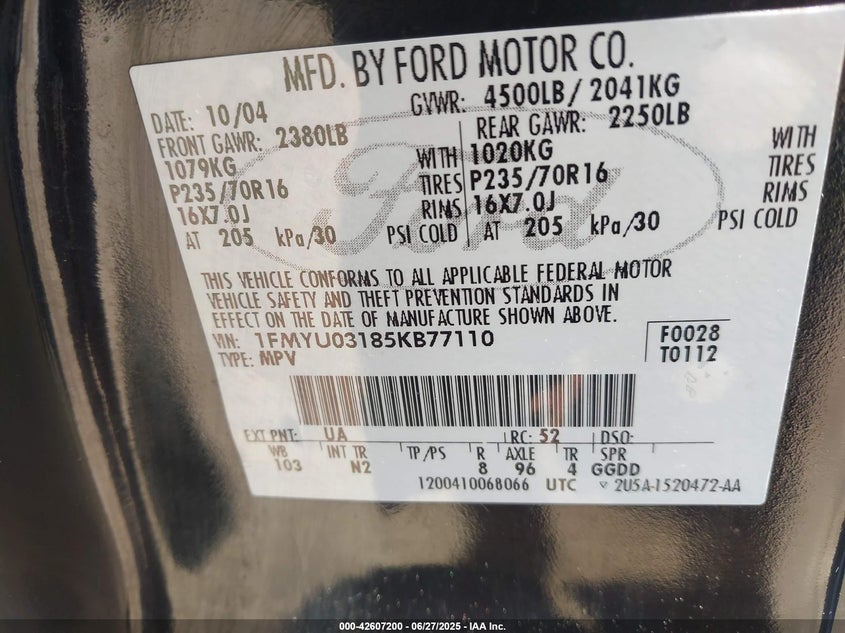 MFD. BY FORD MOTOR CO.
DATE: 10/04 GVWR: 4500LB/ 2041KG
FRONT GAWR: 2380LB REAR GAWR: 2250LB
1079KG WITH 1020KG WITH
P235/70R16 TIRES P235/70R16 TIRES
16X7.0J RIMS 16X7.0J RIMS
AT 205 kPa/30 PSI COLD AT 205 kPa/30 PSI COLD
Ford
THIS VEHICLE CONFORMS TO ALL APPLICABLE FEDERAL MOTOR
VEHICLE SAFETY AND THEFT PREVENTION STANDARDS IN
EFFECT ON THE DATE OF MANUFACTURE SHOWN ABOVE.
VIN: 1FMYU03185KB77110 F0028
TYPE: MPV T0112
EXT PNT: UA RC: 52 DSO:
WB INT TR TP/PS R AXLE TR SPR
103 N2 8 96 4 GGDD
1200410068066 UTC 2U5A-1520472-AA
000-42607200 - 06/27/2025 - IAA Inc.